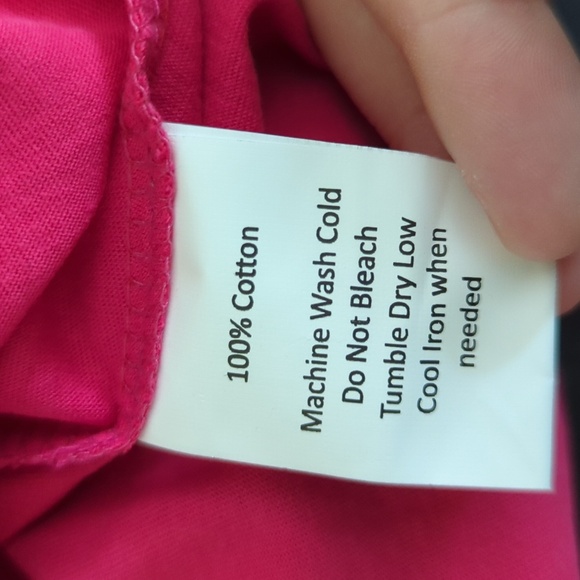 100% Cotton
Machine Wash Cold
Do Not Bleach
Tumble Dry Low
Cool Iron when
needed